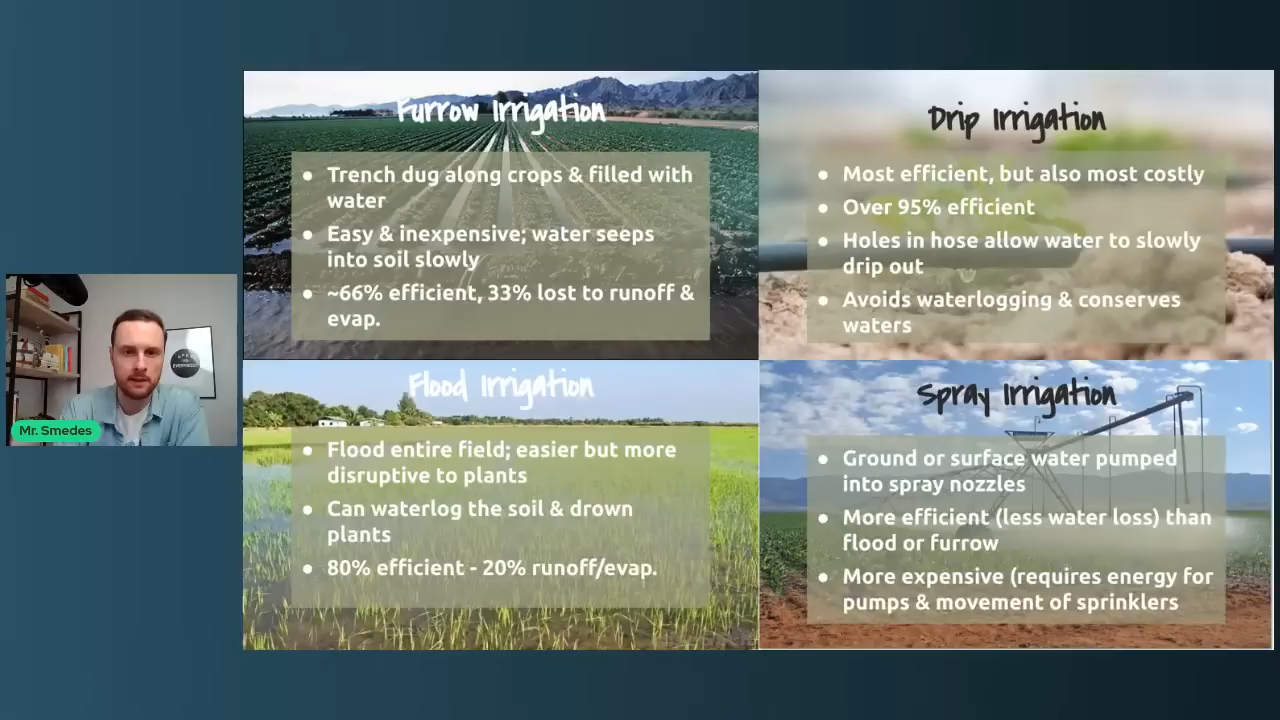 Furrow Irrigation
● Trench dug along crops & filled with
water
● Easy & inexpensive; water seeps
into soil slowly
● ~66% efficient, 33% lost to runoff &
evap.
Drip Irrigation
● Most efficient, but also most costly
● Over 95% efficient
● Holes in hose allow water to slowly
drip out
● Avoids waterlogging & conserves
waters
Flood Irrigation
● Flood entire field; easier but more
disruptive to plants
● Can waterlog the soil & drown
plants
● 80% efficient - 20% runoff/evap.
Spray Irrigation
● Ground or surface water pumped
into spray nozzles
● More efficient (less water loss) than
flood or furrow
● More expensive (requires energy for
pumps & movement of sprinklers
Mr. Smedes